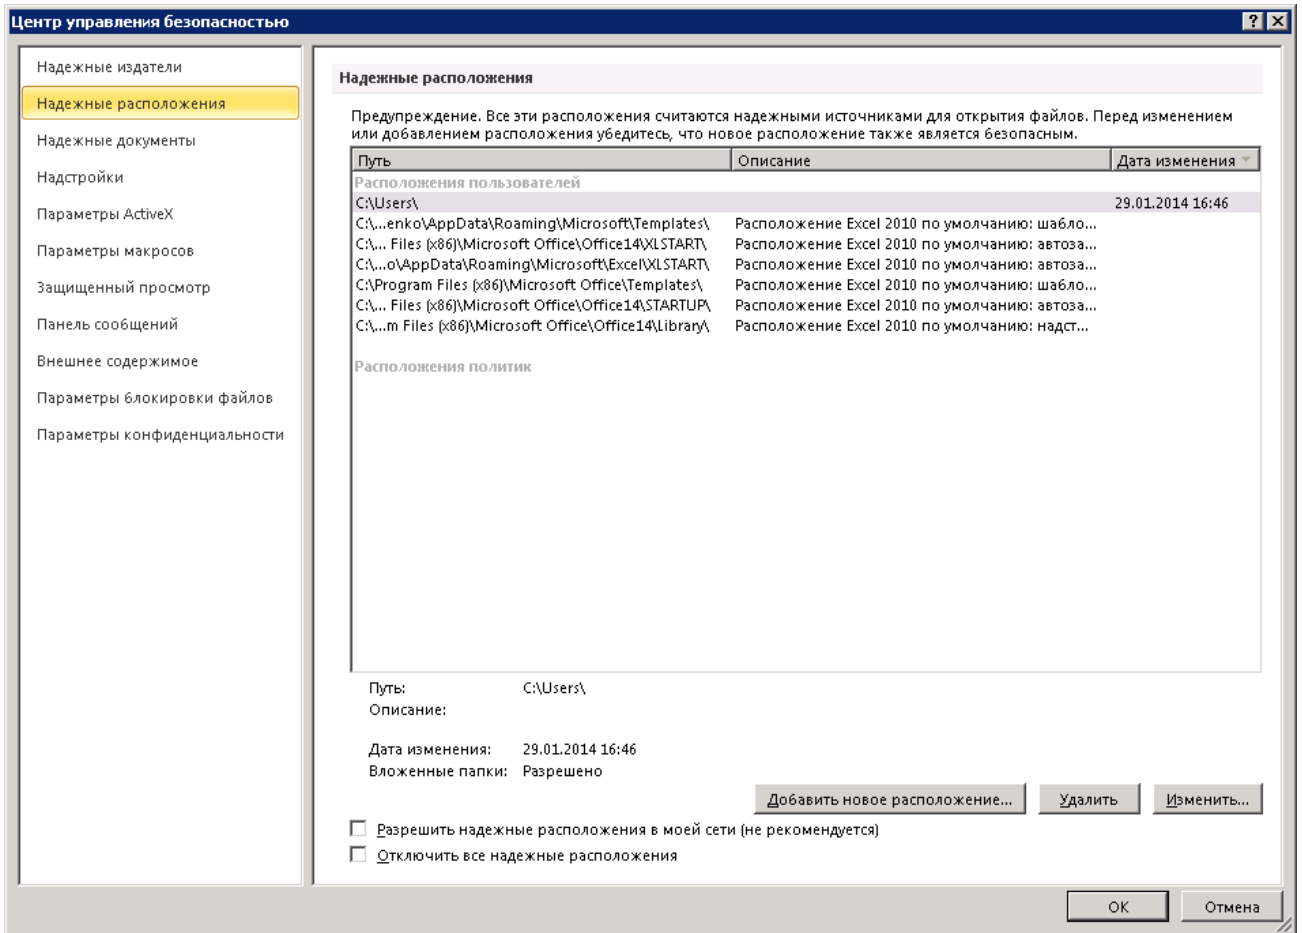 Центр управления безопасностью
Надежные издатели
Надежные расположения
Надежные документы
Надстройки
Параметры ActiveX
Параметры макросов
Защищенный просмотр
Панель сообщений
Внешнее содержимое
Параметры блокировки файлов
Параметры конфиденциальности
Надежные расположения
Предупреждение. Все эти расположения считаются надежными источниками для открытия файлов. Перед изменением
или добавлением расположения убедитесь, что новое расположение также является безопасным.
Путь Описание Дата изменения
Расположения пользователей
C:\Users\ 29.01.2014 16:46
C:\...enko\AppData\Roaming\Microsoft\Templates\ Расположение Excel 2010 по умолчанию: шабло...
C:\... Files (x86)\Microsoft Office\Office14\XLSTART\ Расположение Excel 2010 по умолчанию: автоза...
C:\...o\AppData\Roaming\Microsoft\Excel\XLSTART\ Расположение Excel 2010 по умолчанию: автоза...
C:\Program Files (x86)\Microsoft Office\Templates\ Расположение Excel 2010 по умолчанию: шабло...
C:\... Files (x86)\Microsoft Office\Office14\STARTUP\ Расположение Excel 2010 по умолчанию: автоза...
C:\...m Files (x86)\Microsoft Office\Office14\Library\ Расположение Excel 2010 по умолчанию: надст...
Расположения политик
Путь: C:\Users\
Описание:
Дата изменения: 29.01.2014 16:46
Вложенные папки: Разрешено
Добавить новое расположение... Удалить Изменить...
Разрешить надежные расположения в моей сети (не рекомендуется)
Отключить все надежные расположения
ОК Отмена